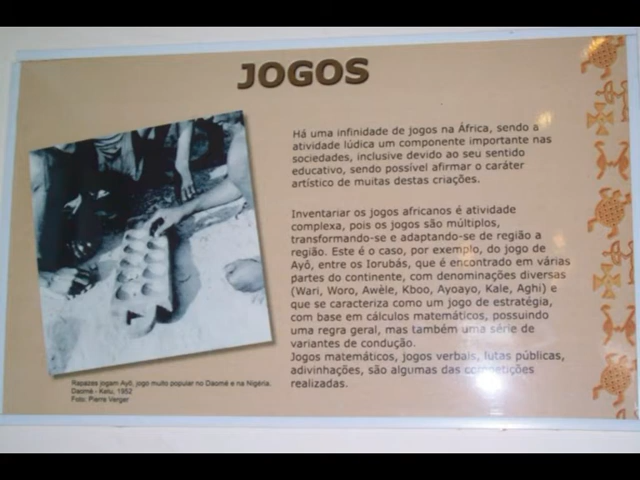 JOGOS
Há uma infinidade de jogos na África, sendo a
atividade lúdica um componente importante nas
sociedades, inclusive devido ao seu sentido
educativo, sendo possível afirmar o caráter
artístico de muitas destas criações.
Inventariar os jogos africanos é atividade
complexa, pois os jogos são múltiplos,
transformando-se e adaptando-se de região a
região. Este é o caso, por exemplo, do jogo de
Ayô, entre os Iorubás, que é encontrado em várias
partes do continente, com denominações diversas
(Wari, Woro, Awèle, Kboo, Ayoayo, Kale, Aghi) e
que se caracteriza como um jogo de estratégia,
com base em cálculos matemáticos, possuindo
uma regra geral, mas também uma série de
variantes de condução.
Jogos matemáticos, jogos verbais, lutas públicas,
adivinhações, são algumas das competições
realizadas.
Rapazes jogam Ayô, jogo muito popular no Daomé e na Nigéria.
Daomé - Ketu, 1952
Foto: Pierre Verger